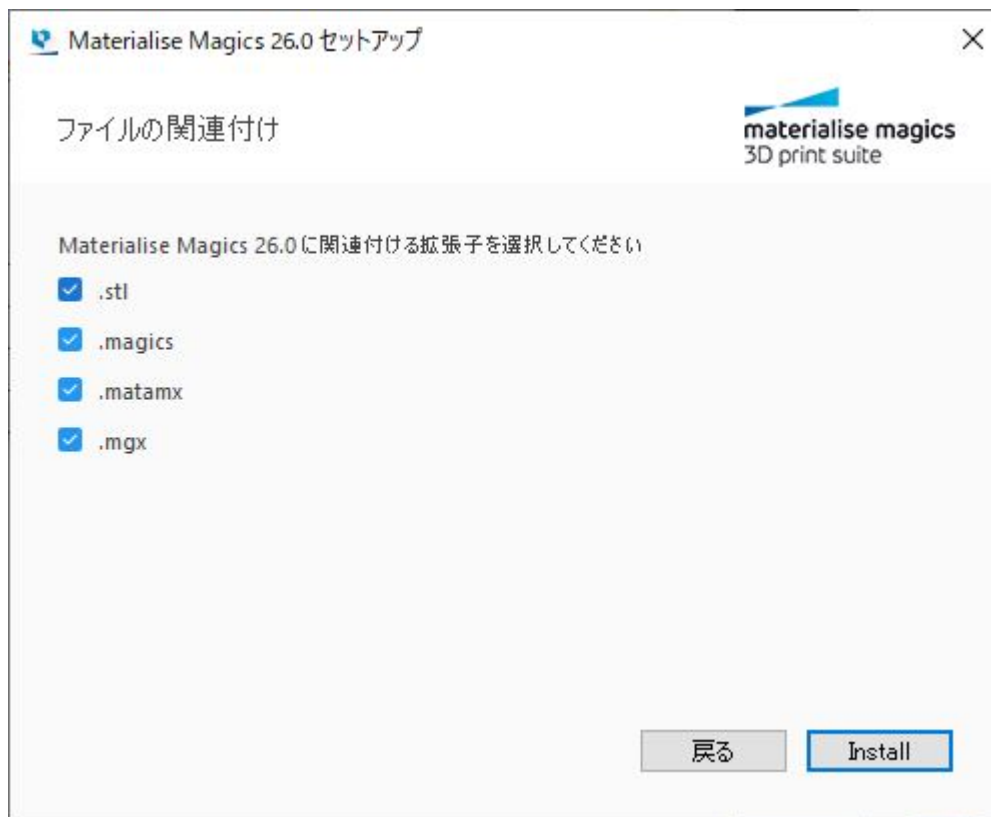 Materialise Magics 26.0 セットアップ
ファイルの関連付け
materialise magics
3D print suite
Materialise Magics 26.0に関連付ける拡張子を選択してください
.stl
.magics
.matamx
.mgx
戻る
Install